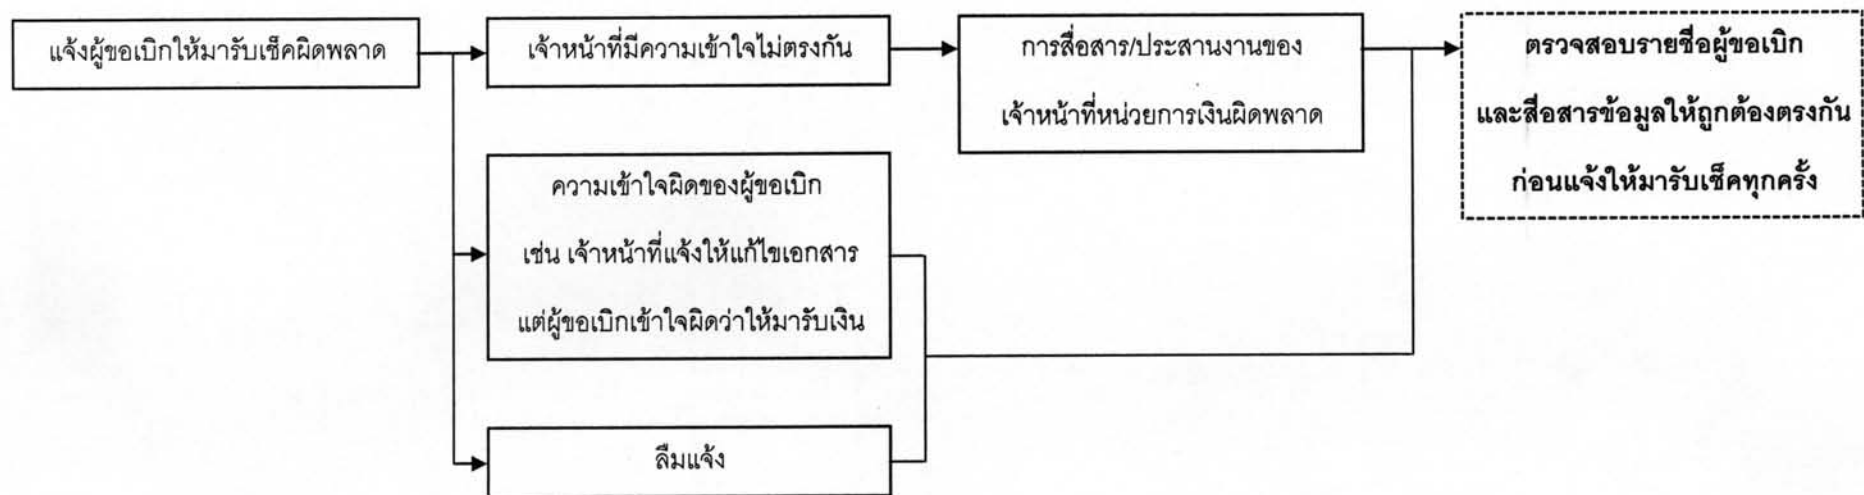 แจ้งผู้ขอเบิกให้มารับเช็คผิดพลาด
เจ้าหน้าที่มีความเข้าใจไม่ตรงกัน
การสื่อสาร/ประสานงานของ
เจ้าหน้าที่หน่วยการเงินผิดพลาด
ตรวจสอบรายชื่อผู้ขอเบิก
และสื่อสารข้อมูลให้ถูกต้องตรงกัน
ก่อนแจ้งให้มารับเช็คทุกครั้ง
ความเข้าใจผิดของผู้ขอเบิก
เช่น เจ้าหน้าที่แจ้งให้แก้ไขเอกสาร
แต่ผู้ขอเบิกเข้าใจผิดว่าให้มารับเงิน
ลืมแจ้ง